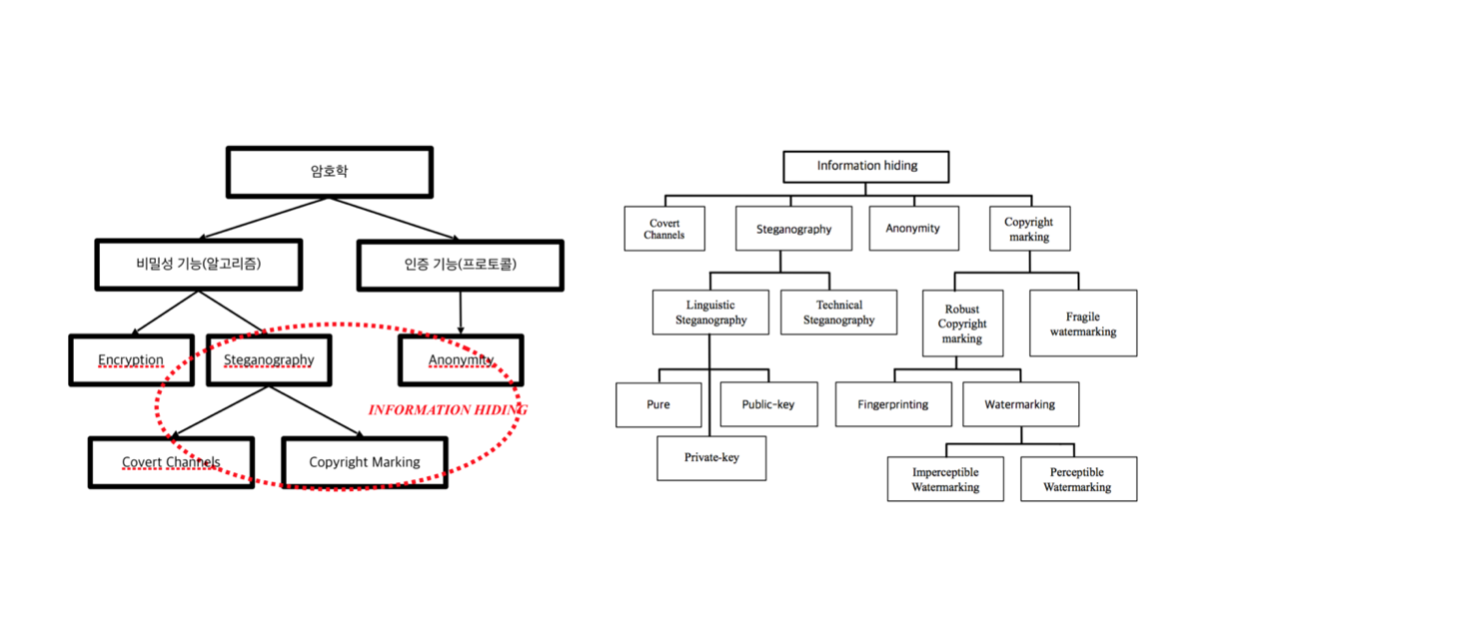 암호학
비밀성 기능(알고리즘)
인증 기능(프로토콜)
Encryption
Steganography
Anonymity
INFORMATION HIDING
Covert Channels
Copyright Marking
Information hiding
Covert
Channels
Steganography
Anonymity
Copyright
marking
Linguistic
Steganography
Technical
Steganography
Robust
Copyright
marking
Fragile
watermarking
Pure
Public-key
Private-key
Fingerprinting
Watermarking
Imperceptible
Watermarking
Perceptible
Watermarking